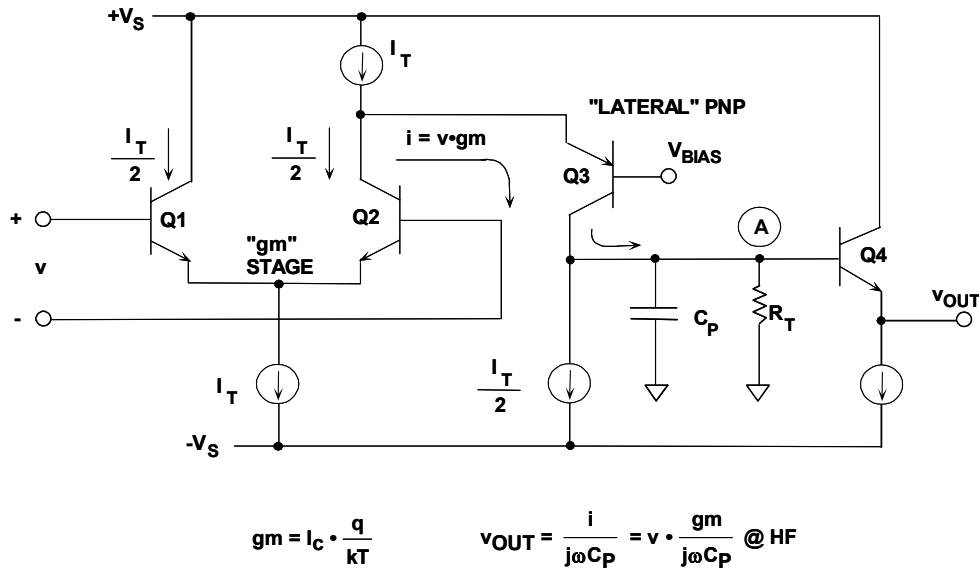 +VS
IT
"LATERAL" PNP
IT
2
IT
2
i = v•gm
VBIAS
Q3
+
Q1
Q2
A
"gm"
STAGE
Q4
v
vOUT
-
CP
RT
IT
IT
2
-VS
gm = IC • q
kT
vOUT = i
jωCP
= v • gm
jωCP
@ HF